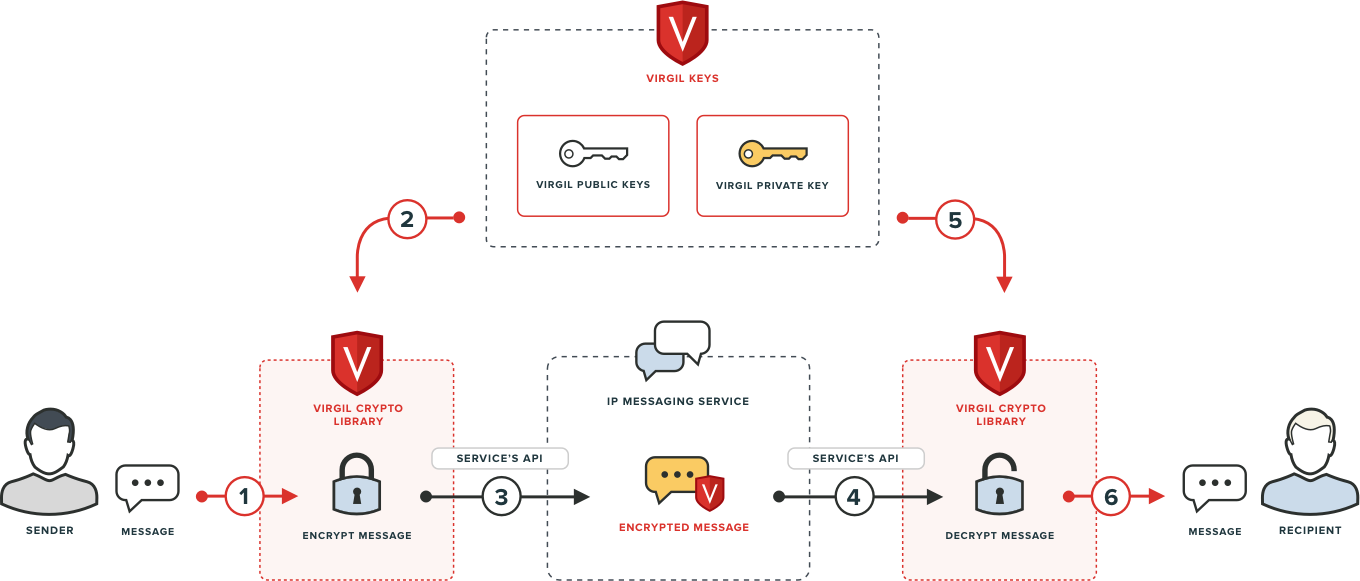 V
VIRGIL KEYS
VIRGIL PUBLIC KEYS
VIRGIL PRIVATE KEY
2
5
V
VIRGIL CRYPTO
LIBRARY
IP MESSAGING SERVICE
V
VIRGIL CRYPTO
LIBRARY
SERVICE'S API
SERVICE'S API
1
3
V
4
6
SENDER
MESSAGE
ENCRYPT MESSAGE
ENCRYPTED MESSAGE
DECRYPT MESSAGE
MESSAGE
RECIPIENT